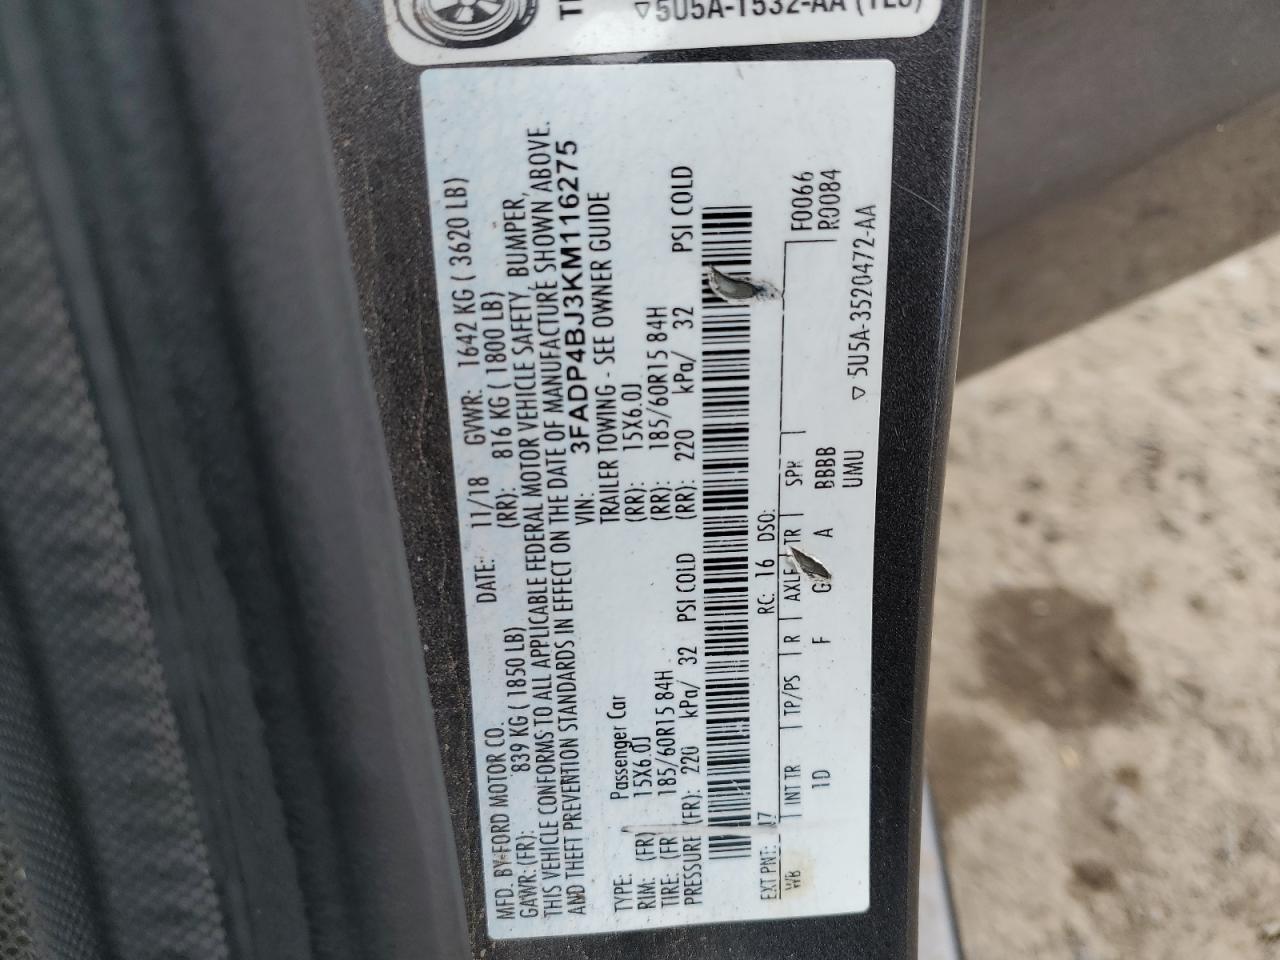 5U5A-1532-AA
MFD. BY FORD MOTOR CO. DATE: 11/18 GVWR: 1642 KG ( 3620 LB)
GAWR: (FR): 839 KG ( 1850 LB) (RR): 816 KG ( 1800 LB)
THIS VEHICLE CONFORMS TO ALL APPLICABLE FEDERAL MOTOR VEHICLE SAFETY, BUMPER,
AND THEFT PREVENTION STANDARDS IN EFFECT ON THE DATE OF MANUFACTURE SHOWN ABOVE.
VIN: 3FADP4BJ3KM116275
TYPE: Passenger Car TRAILER TOWING - SEE OWNER GUIDE
RIM: (FR) 15X6.0J (RR): 15X6.0J
TIRE: (FR 185/60R15 84H (RR): 185/60R15 84H
PRESSURE (FR): 220 kPa/ 32 PSI COLD (RR): 220 kPa/ 32 PSI COLD
EXT PNT: RC: 16 DSO:
WB INT TR TP/PS R AXLE TR SPR F0066
1D F A BBBB R0084
UMU
▽ 5U5A-3520472-AA